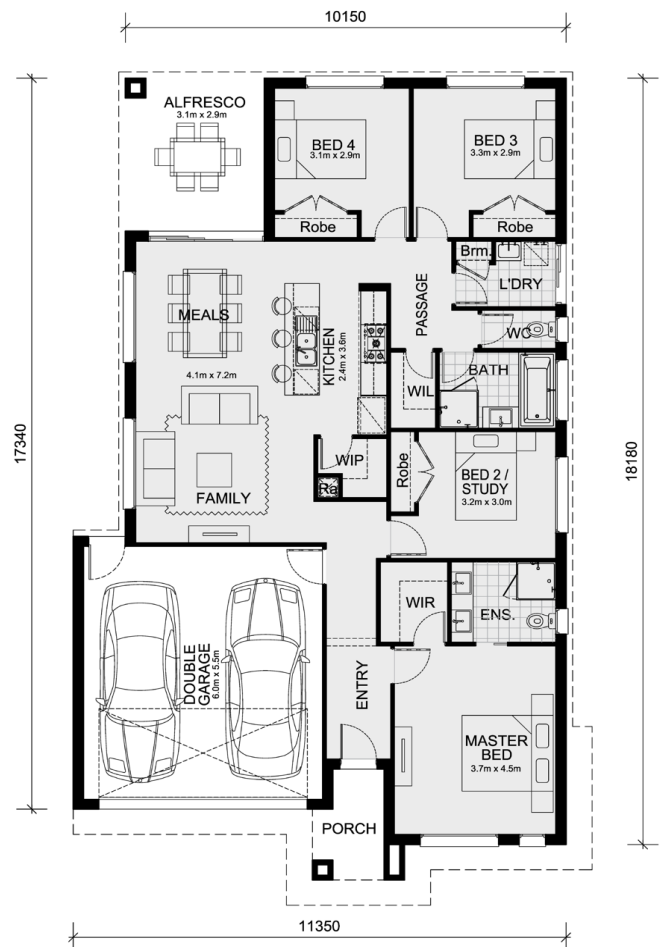 10150
ALFRESCO
3.1m x 2.9m
BED 4
3.1m x 2.9m
BED 3
3.3m x 2.9m
Robe
Robe
Brm.
L'DRY
PASSAGE
WC
MEALS
KITCHEN
2.4m x 3.6m
4.1m x 7.2m
WIL
BATH
17340
18180
WIP
Ra
FAMILY
Robe
BED 2 /
STUDY
3.2m x 3.0m
WIR
ENS.
DOUBLE
GARAGE
6.0m x 5.5m
ENTRY
MASTER
BED
3.7m x 4.5m
PORCH
11350